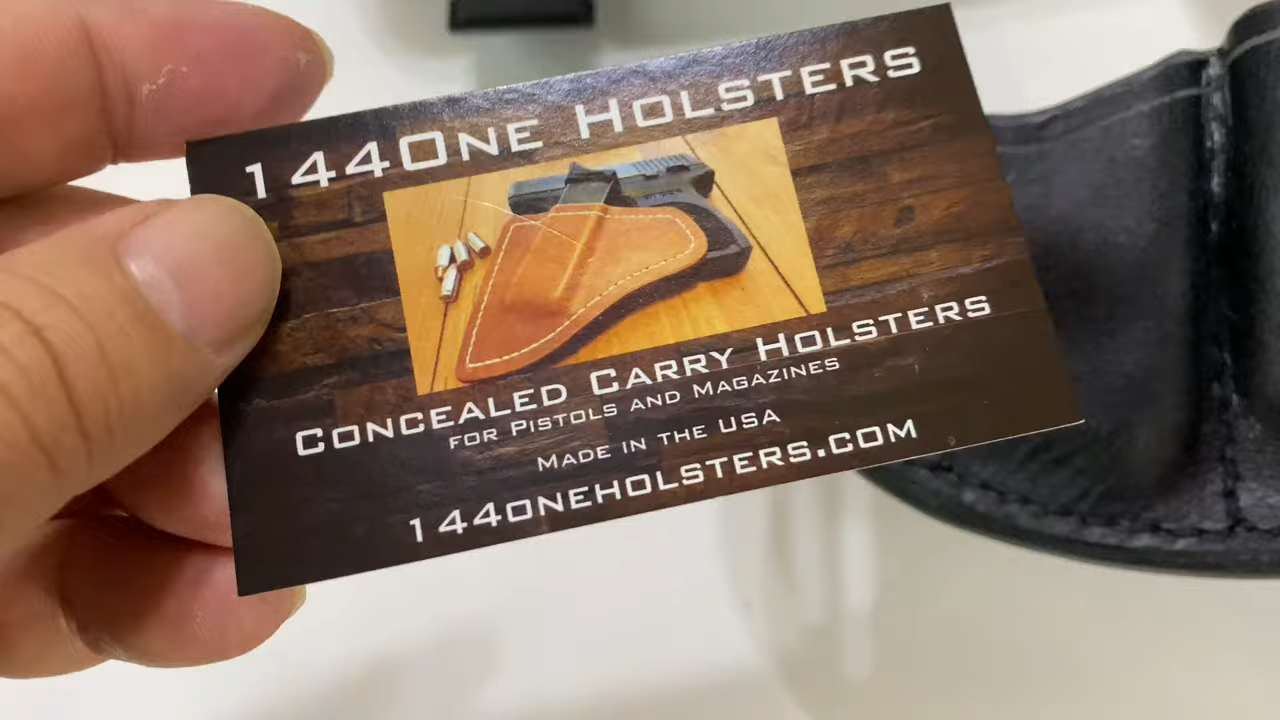 144One Holsters
Concealed Carry Holsters
for Pistols and Magazines
Made in the USA
144oneholsters.com